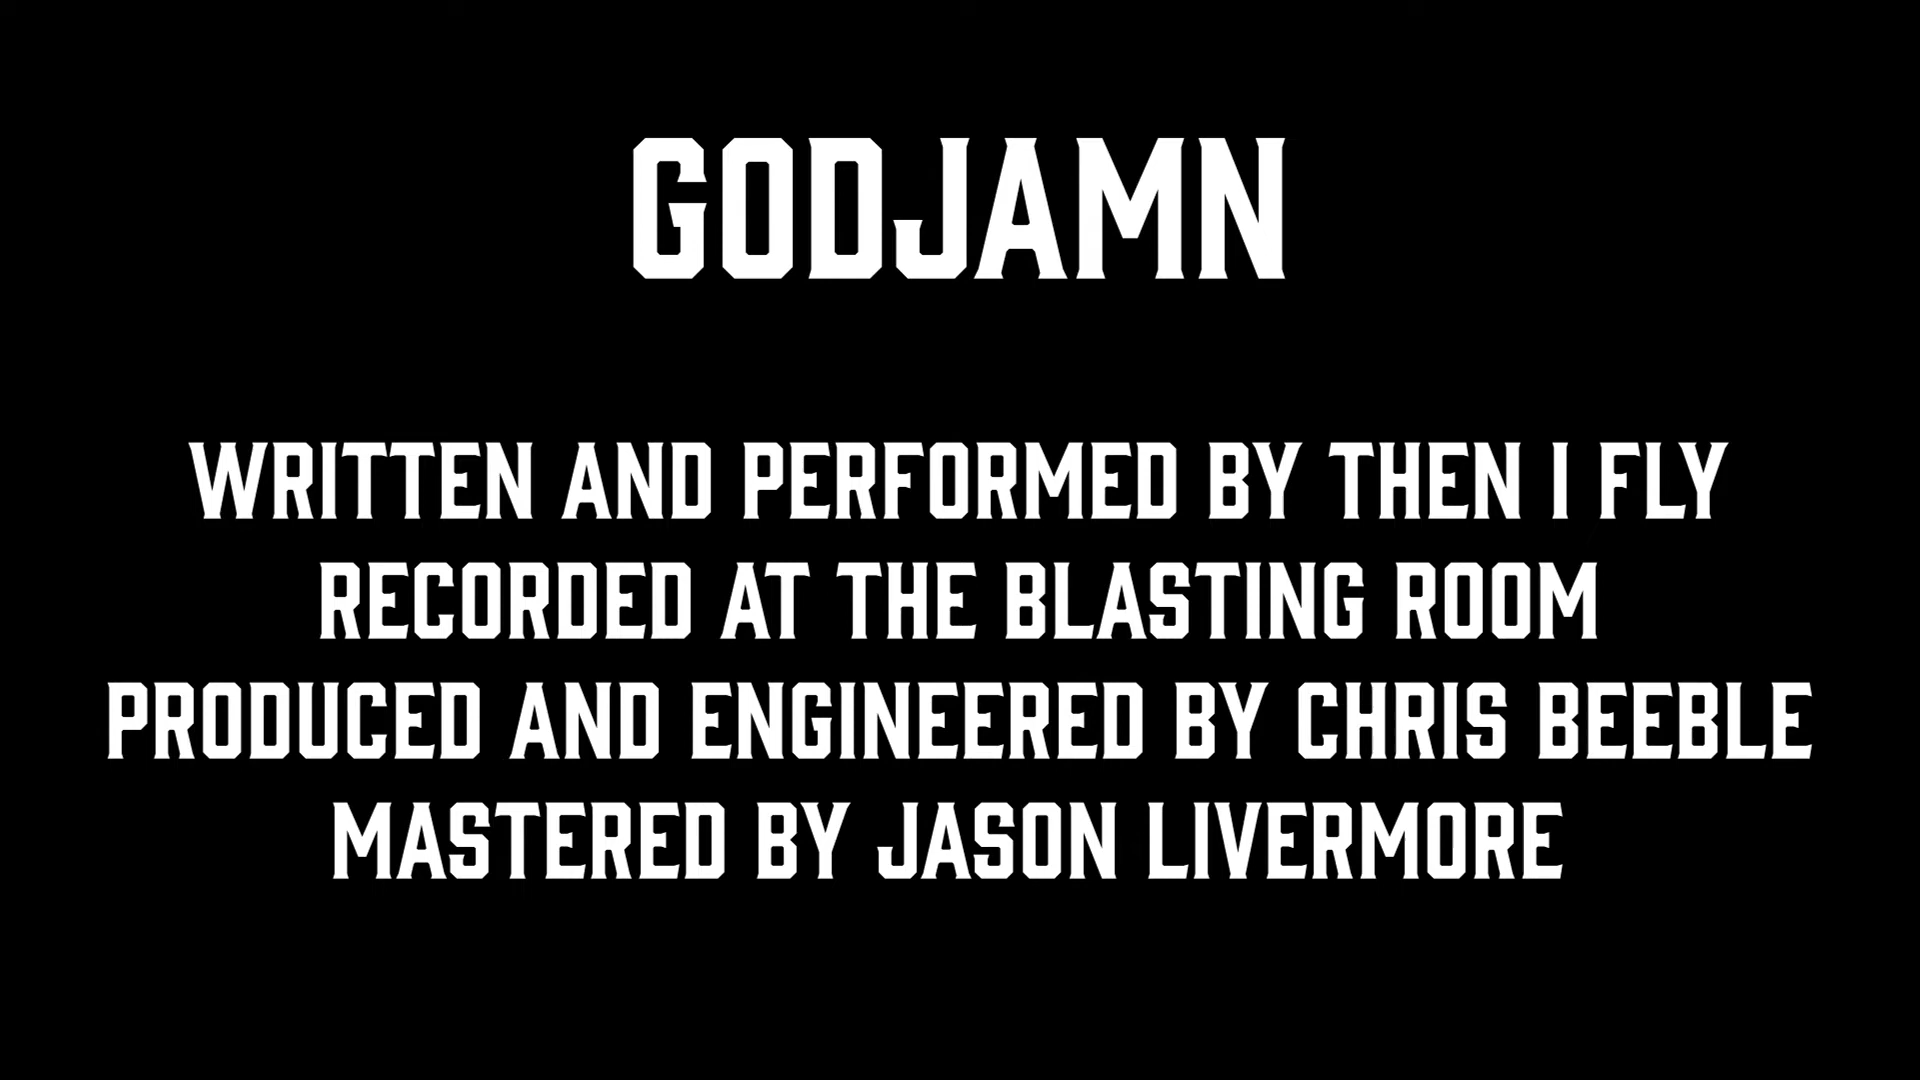 GODJAMN
WRITTEN AND PERFORMED BY THEN I FLY
RECORDED AT THE BLASTING ROOM
PRODUCED AND ENGINEERED BY CHRIS BEEBLE
MASTERED BY JASON LIVERMORE